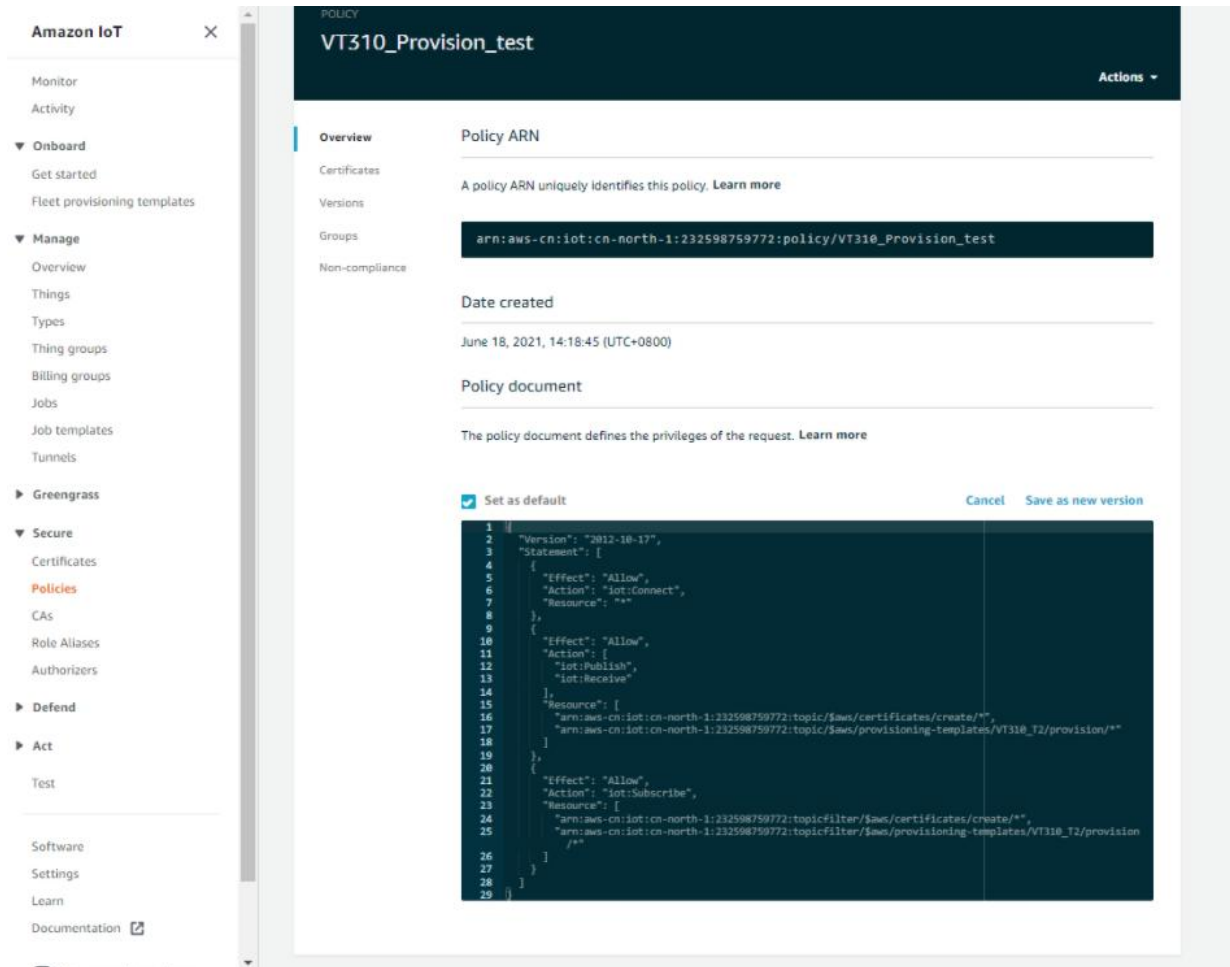 Amazon IoT
Monitor
Activity
Onboard
Get started
Fleet provisioning templates
Manage
Overview
Things
Types
Thing groups
Billing groups
Jobs
Job templates
Tunnels
Greengrass
Secure
Certificates
Policies
CAs
Role Aliases
Authorizers
Defend
Act
Test
Software
Settings
Learn
Documentation
POLICY
VT310_Provision_test
Actions
Overview
Certificates
Versions
Groups
Non-compliance
Policy ARN
A policy ARN uniquely identifies this policy. Learn more
arn:aws-cn:iot:cn-north-1:232598759772:policy/VT310_Provision_test
Date created
June 18, 2021, 14:18:45 (UTC+0800)
Policy document
The policy document defines the privileges of the request. Learn more
Set as default Cancel Save as new version
1 {
2 "Version": "2012-10-17",
3 "Statement": [
4 {
5 "Effect": "Allow",
6 "Action": "iot:Connect",
7 "Resource": "*"
8 },
9 {
10 "Effect": "Allow",
11 "Action": [
12 "iot:Publish",
13 "iot:Receive"
14 ],
15 "Resource": [
16 "arn:aws-cn:iot:cn-north-1:232598759772:topic/$aws/certificates/create/*",
17 "arn:aws-cn:iot:cn-north-1:232598759772:topic/$aws/provisioning-templates/VT310_T2/provision/*"
18 ]
19 },
20 {
21 "Effect": "Allow",
22 "Action": "iot:Subscribe",
23 "Resource": [
24 "arn:aws-cn:iot:cn-north-1:232598759772:topicfilter/$aws/certificates/create/*",
25 "arn:aws-cn:iot:cn-north-1:232598759772:topicfilter/$aws/provisioning-templates/VT310_T2/provision
/*"
26 ]
27 }
28 ]
29 }